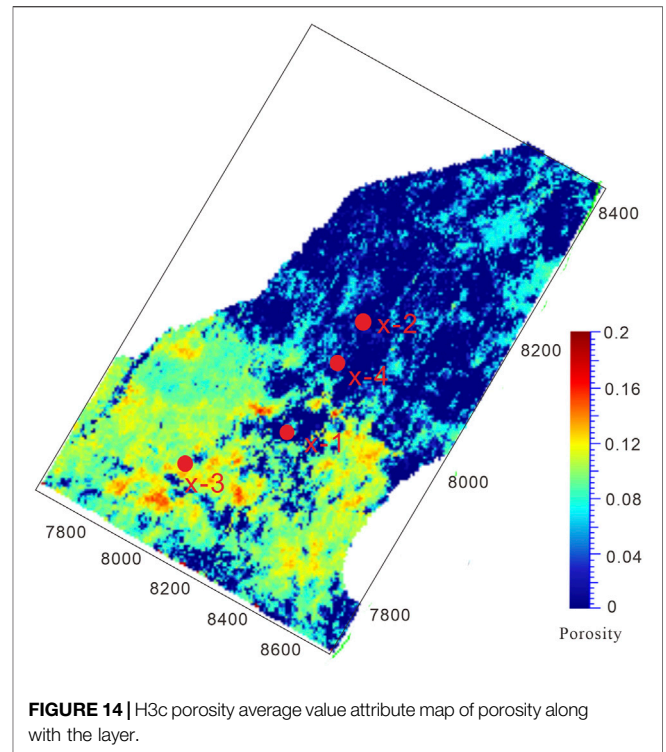 8400
0.2
x-2
8200
0.16
x-4
0.12
x-1
8000
0.08
x-3
7800
0.04
8000
8200
7800
0
8400
Porosity
8600
FIGURE 14 | H3c porosity average value attribute map of porosity along
with the layer.